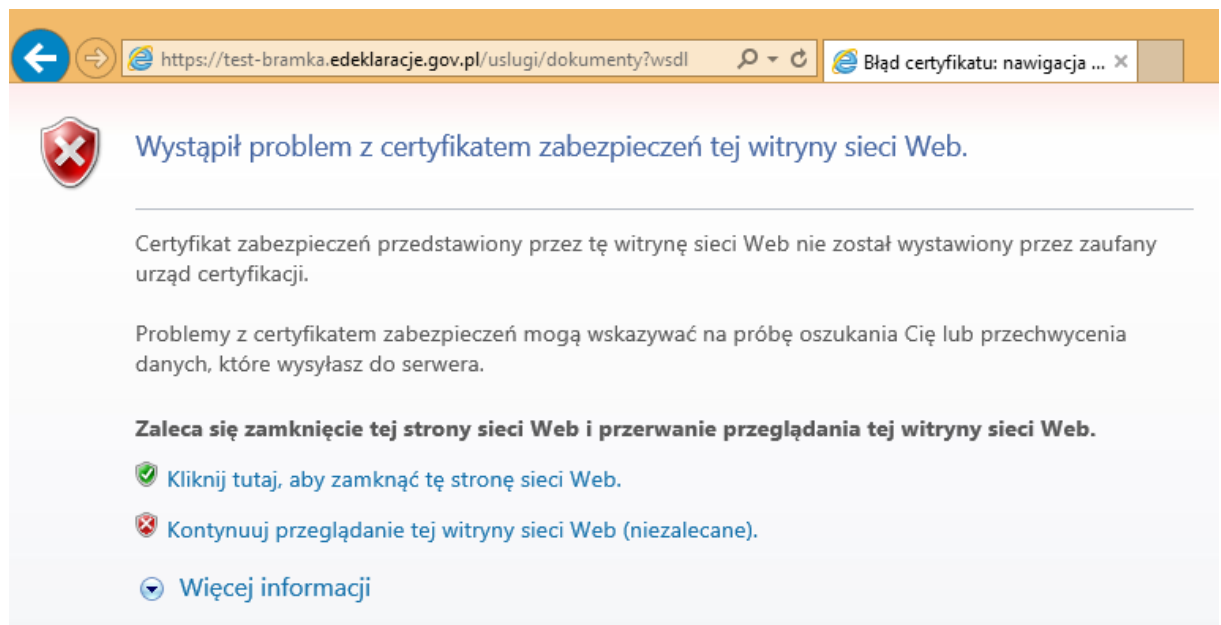 https://test-bramka.edeklaracje.gov.pl/uslugi/dokumenty?wsdl
Błąd certyfikatu: nawigacja ...
Wystąpił problem z certyfikatem zabezpieczeń tej witryny sieci Web.
Certyfikat zabezpieczeń przedstawiony przez tę witrynę sieci Web nie został wystawiony przez zaufany
urząd certyfikacji.
Problemy z certyfikatem zabezpieczeń mogą wskazywać na próbę oszukania Cię lub przechwycenia
danych, które wysyłasz do serwera.
Zaleca się zamknięcie tej strony sieci Web i przerwanie przeglądania tej witryny sieci Web.
Kliknij tutaj, aby zamknąć tę stronę sieci Web.
Kontynuuj przeglądanie tej witryny sieci Web (niezalecane).
Więcej informacji